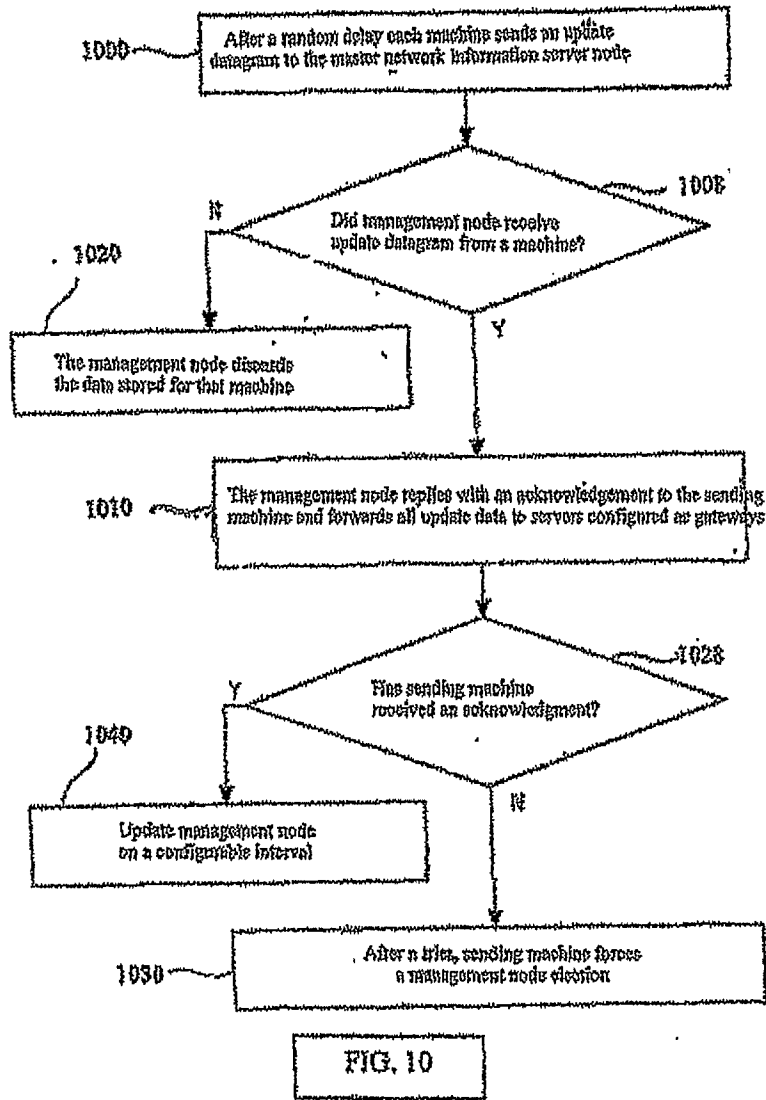 1000
After a random delay each machine sends an update
datagram to the master network information server node
1008
Did management node receive
update datagram from a machine?
N
Y
1020
The management node discards
the data stored for that machine
1010
The management node replies with an acknowledgement to the sending
machine and forwards all update data to servers configured as gateways
1028
Has sending machine
received an acknowledgment?
Y
N
1040
Update management node
on a configurable interval
1030
After n tries, sending machine forces
a management node election
FIG. 10